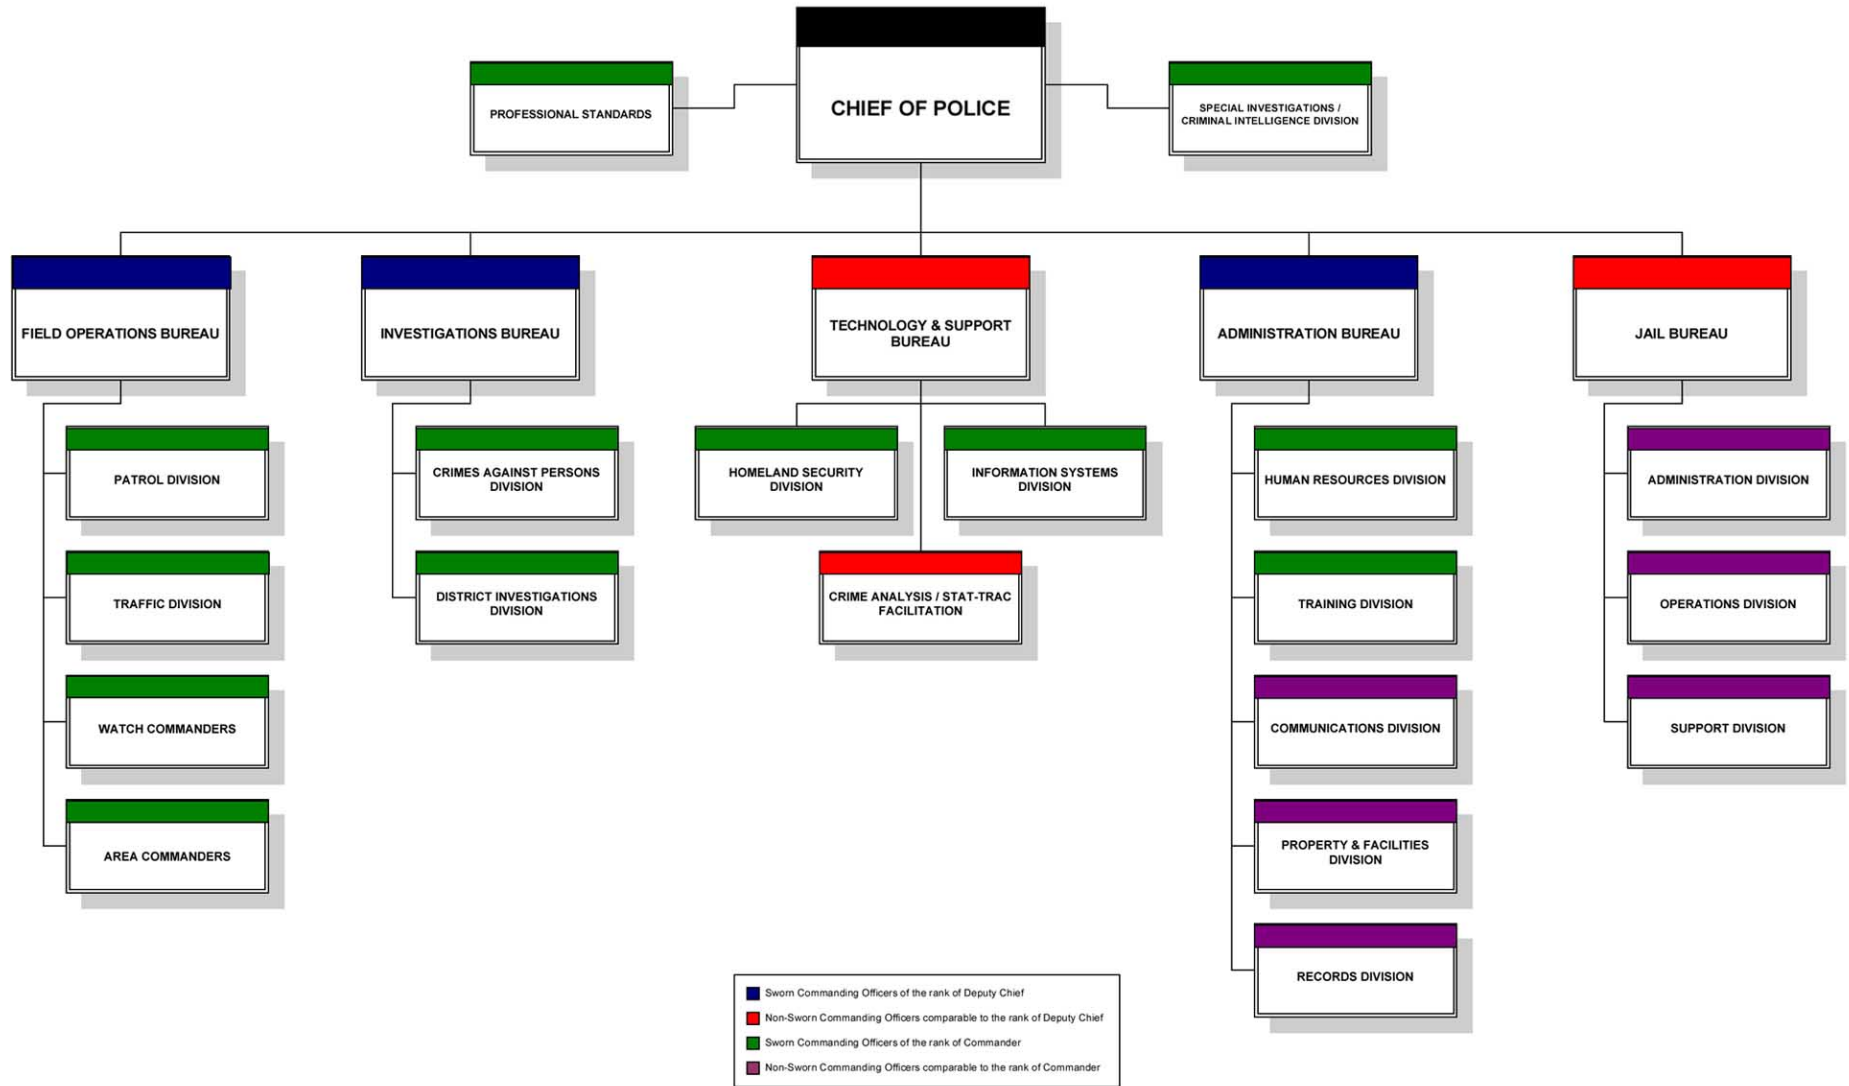 CHIEF OF POLICE
PROFESSIONAL STANDARDS
SPECIAL INVESTIGATIONS /
CRIMINAL INTELLIGENCE DIVISION
FIELD OPERATIONS BUREAU
INVESTIGATIONS BUREAU
TECHNOLOGY & SUPPORT
BUREAU
ADMINISTRATION BUREAU
JAIL BUREAU
PATROL DIVISION
TRAFFIC DIVISION
WATCH COMMANDERS
AREA COMMANDERS
CRIMES AGAINST PERSONS
DIVISION
DISTRICT INVESTIGATIONS
DIVISION
HOMELAND SECURITY
DIVISION
INFORMATION SYSTEMS
DIVISION
CRIME ANALYSIS / STAT-TRAC
FACILITATION
HUMAN RESOURCES DIVISION
TRAINING DIVISION
COMMUNICATIONS DIVISION
PROPERTY & FACILITIES
DIVISION
RECORDS DIVISION
ADMINISTRATION DIVISION
OPERATIONS DIVISION
SUPPORT DIVISION
Sworn Commanding Officers of the rank of Deputy Chief
Non-Sworn Commanding Officers comparable to the rank of Deputy Chief
Sworn Commanding Officers of the rank of Commander
Non-Sworn Commanding Officers comparable to the rank of Commander